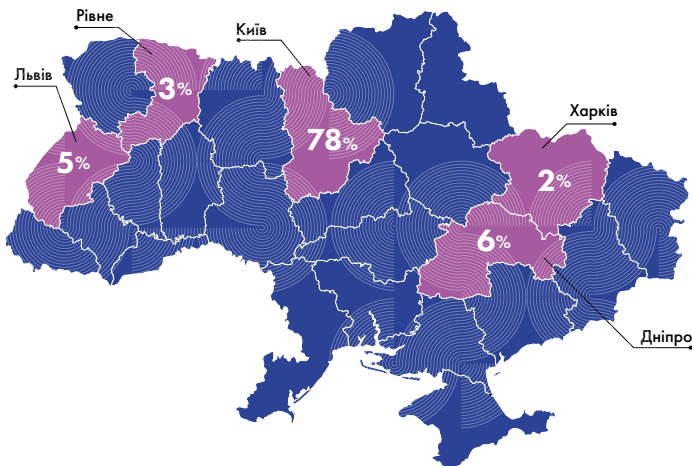 Рівне
Київ
Львів
3%
Харків
78%
5%
2%
6%
Дніпро